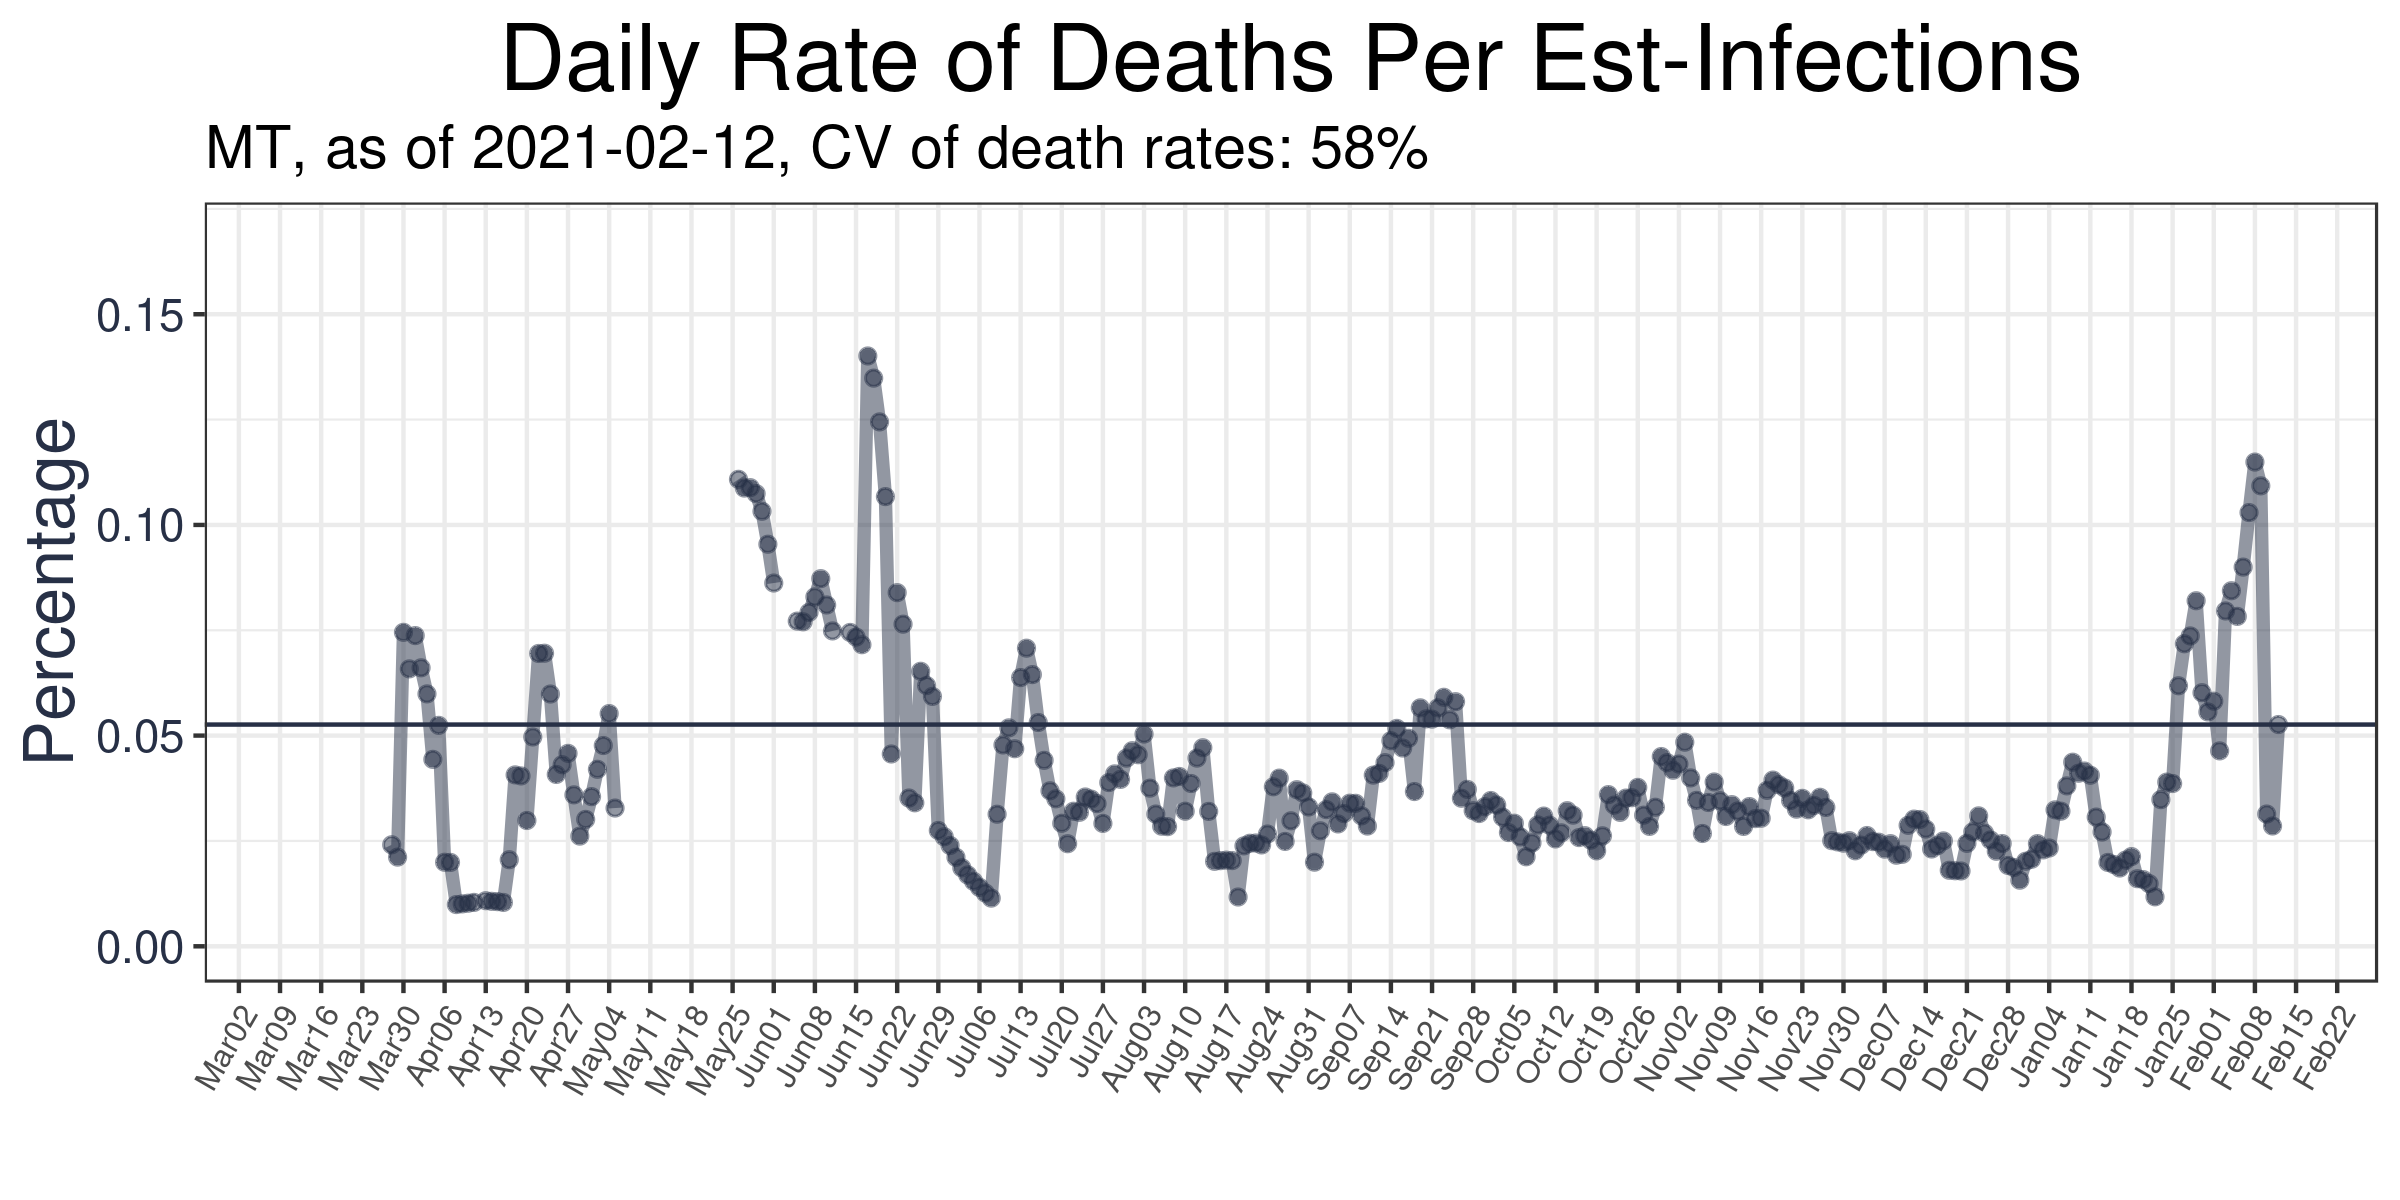 Daily Rate of Deaths Per Est-Infections
MT, as of 2021-02-12, CV of death rates: 58%
Percentage
0.15
0.10
0.05
0.00
Mar02 Mar09 Mar16 Mar23 Mar30 Apr06 Apr13 Apr20 Apr27 May04 May11 May18 May25 Jun01 Jun08 Jun15 Jun22 Jun29 Jul06 Jul13 Jul20 Jul27 Aug03 Aug10 Aug17 Aug24 Aug31 Sep07 Sep14 Sep21 Sep28 Oct05 Oct12 Oct19 Oct26 Nov02 Nov09 Nov16 Nov23 Nov30 Dec07 Dec14 Dec21 Dec28 Jan04 Jan11 Jan18 Jan25 Feb01 Feb08 Feb15 Feb22